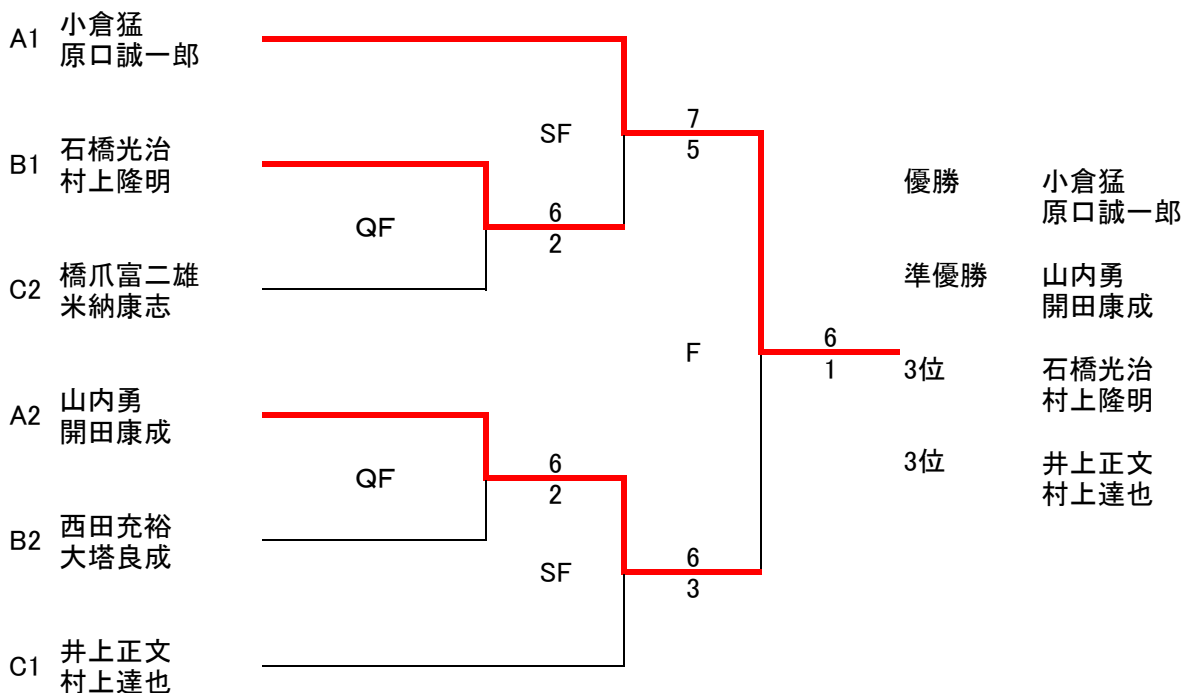 A1
小倉猛
原口誠一郎
B1
石橋光治
村上隆明
C2
橋爪富二雄
米納康志
A2
山内勇
開田康成
B2
西田充裕
大塔良成
C1
井上正文
村上達也
QF
6
2
QF
6
2
SF
7
5
SF
6
3
F
6
1
優勝
小倉猛
原口誠一郎
準優勝
山内勇
開田康成
3位
石橋光治
村上隆明
3位
井上正文
村上達也